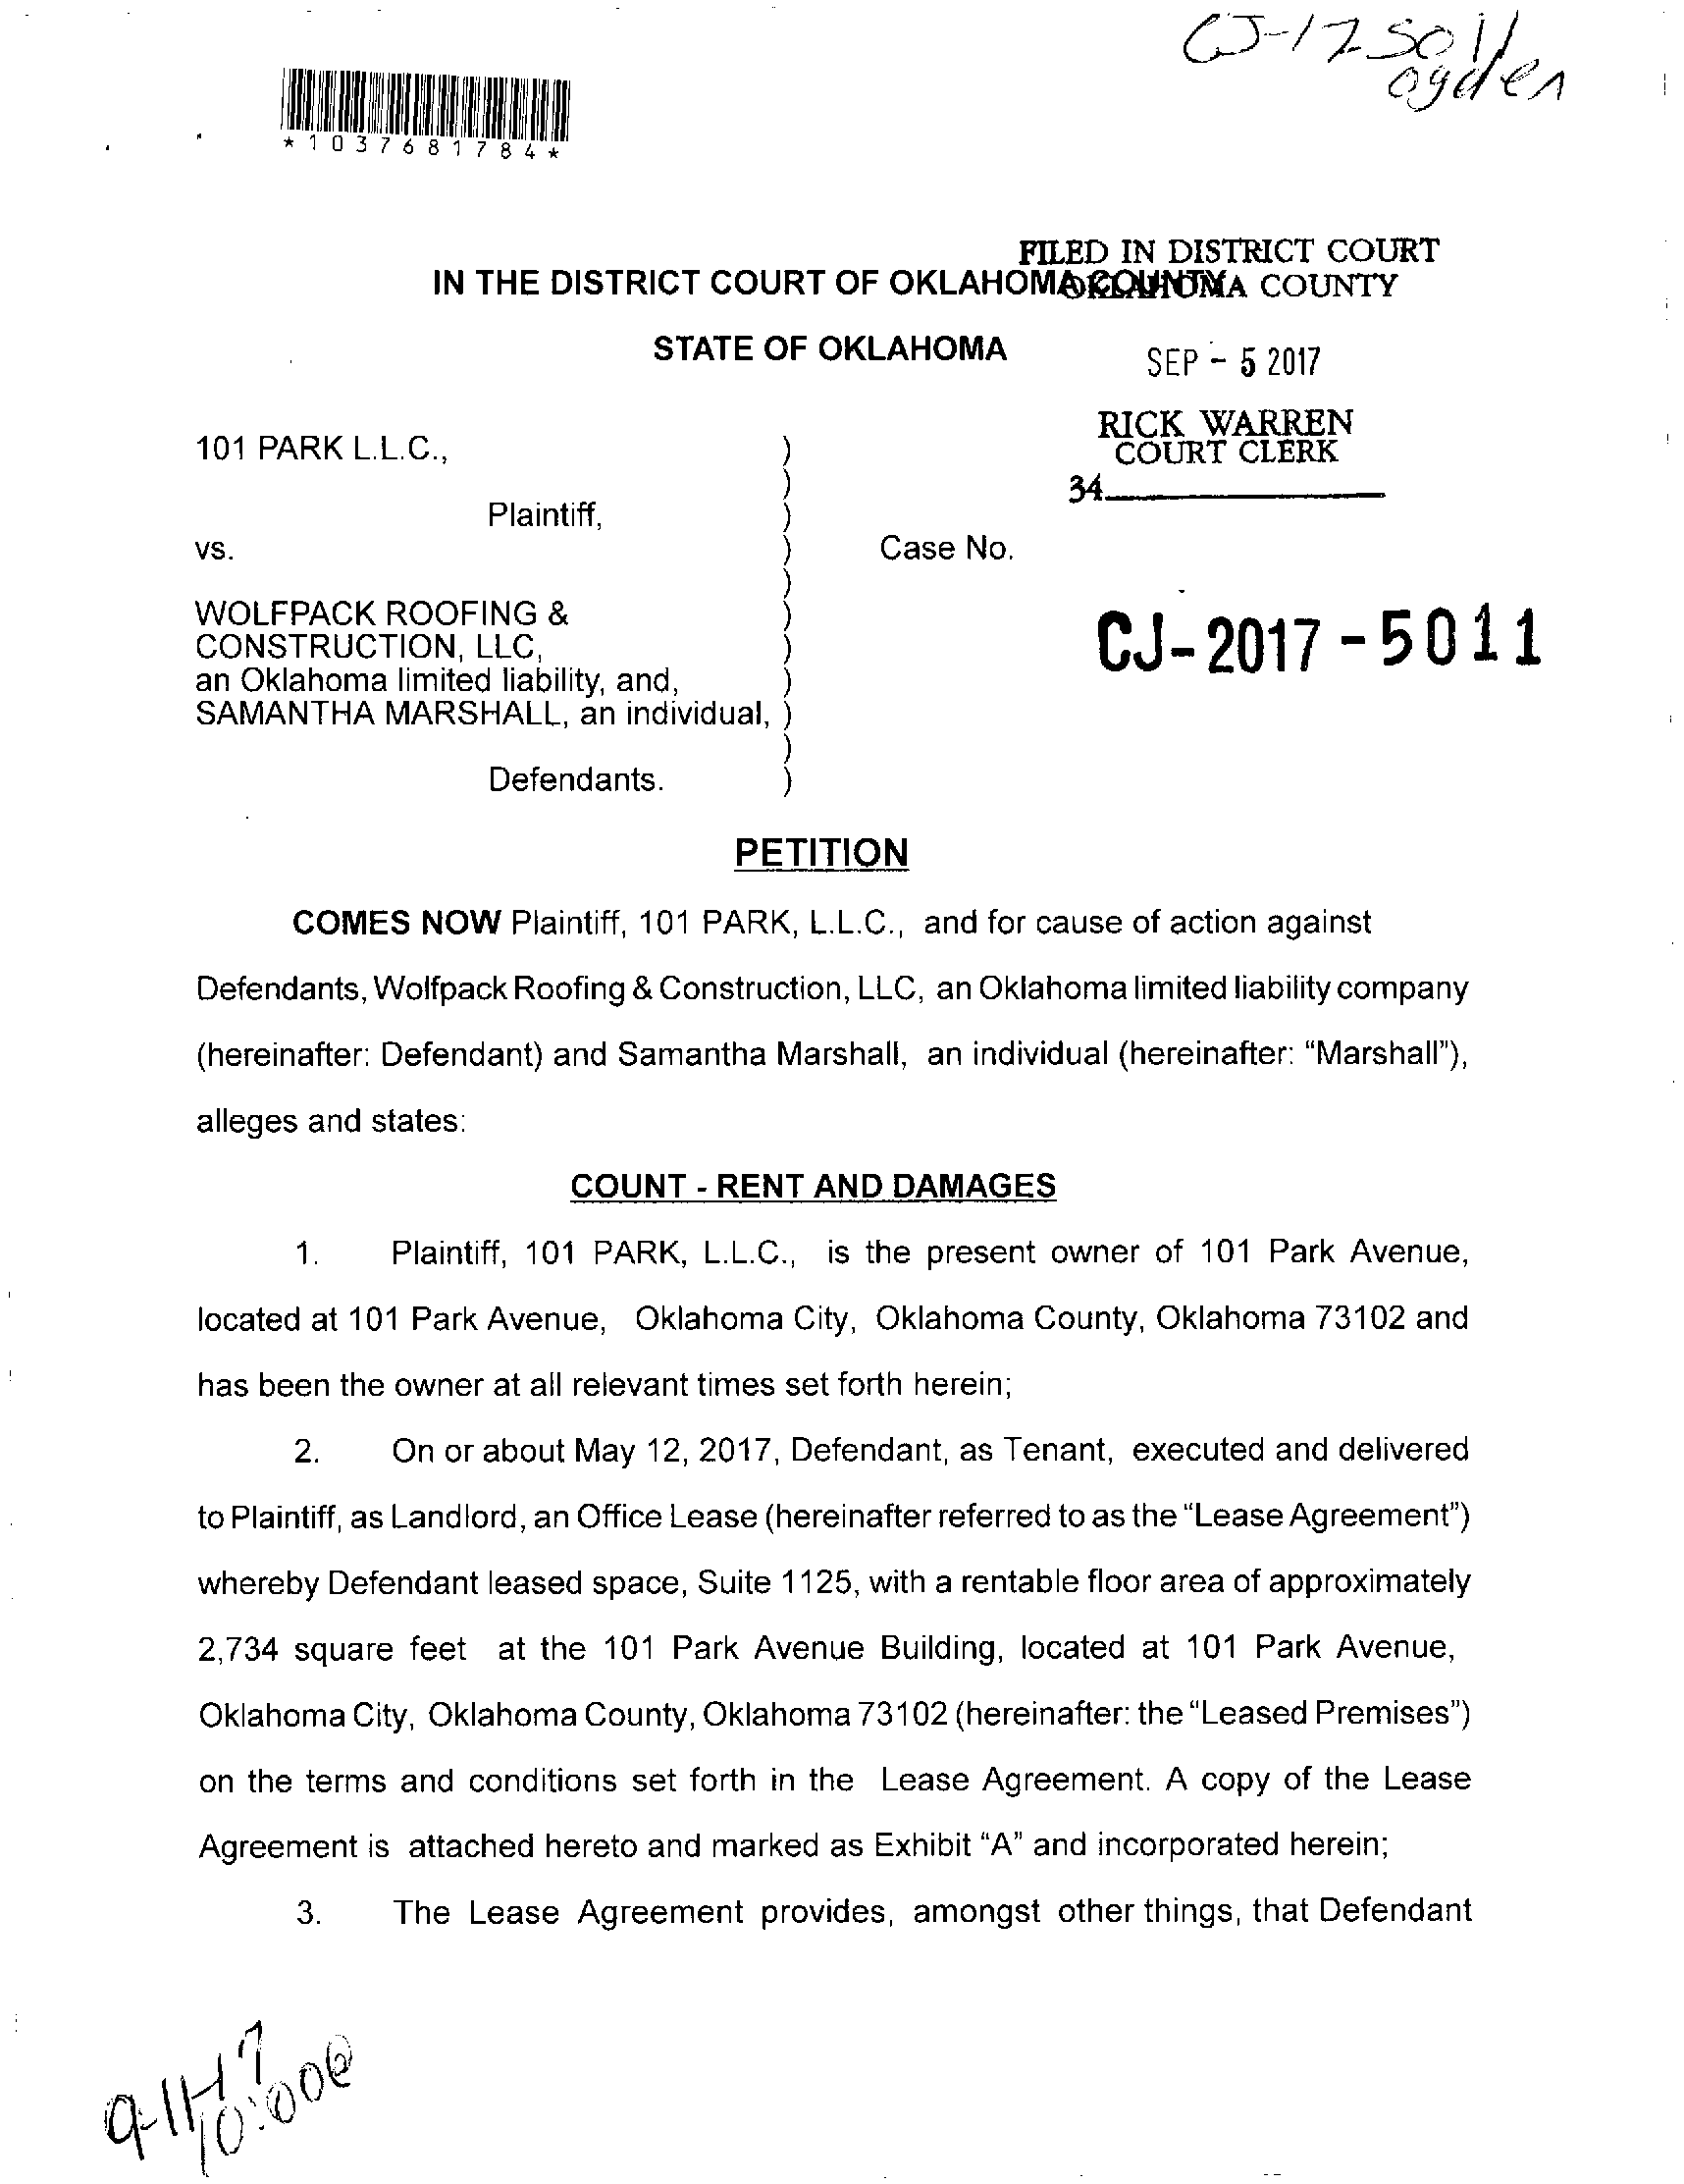 CJ-17 5011
ogden
*1037681784*
FILED IN DISTRICT COURT
OKLAHOMA COUNTY
IN THE DISTRICT COURT OF OKLAHOMA COUNTY
STATE OF OKLAHOMA
SEP - 5 2017
RICK WARREN
COURT CLERK
34
101 PARK L.L.C., )
)
Plaintiff, )
vs. ) Case No.
)
WOLFPACK ROOFING & )
CONSTRUCTION, LLC, ) CJ-2017-5011
an Oklahoma limited liability, and, )
SAMANTHA MARSHALL, an individual, )
)
Defendants. )
PETITION
COMES NOW Plaintiff, 101 PARK, L.L.C., and for cause of action against
Defendants, Wolfpack Roofing & Construction, LLC, an Oklahoma limited liability company
(hereinafter: Defendant) and Samantha Marshall, an individual (hereinafter: “Marshall”),
alleges and states:
COUNT - RENT AND DAMAGES
1. Plaintiff, 101 PARK, L.L.C., is the present owner of 101 Park Avenue,
located at 101 Park Avenue, Oklahoma City, Oklahoma County, Oklahoma 73102 and
has been the owner at all relevant times set forth herein;
2. On or about May 12, 2017, Defendant, as Tenant, executed and delivered
to Plaintiff, as Landlord, an Office Lease (hereinafter referred to as the “Lease Agreement”)
whereby Defendant leased space, Suite 1125, with a rentable floor area of approximately
2,734 square feet at the 101 Park Avenue Building, located at 101 Park Avenue,
Oklahoma City, Oklahoma County, Oklahoma 73102 (hereinafter: the “Leased Premises”)
on the terms and conditions set forth in the Lease Agreement. A copy of the Lease
Agreement is attached hereto and marked as Exhibit “A” and incorporated herein;
3. The Lease Agreement provides, amongst other things, that Defendant
9-11-17